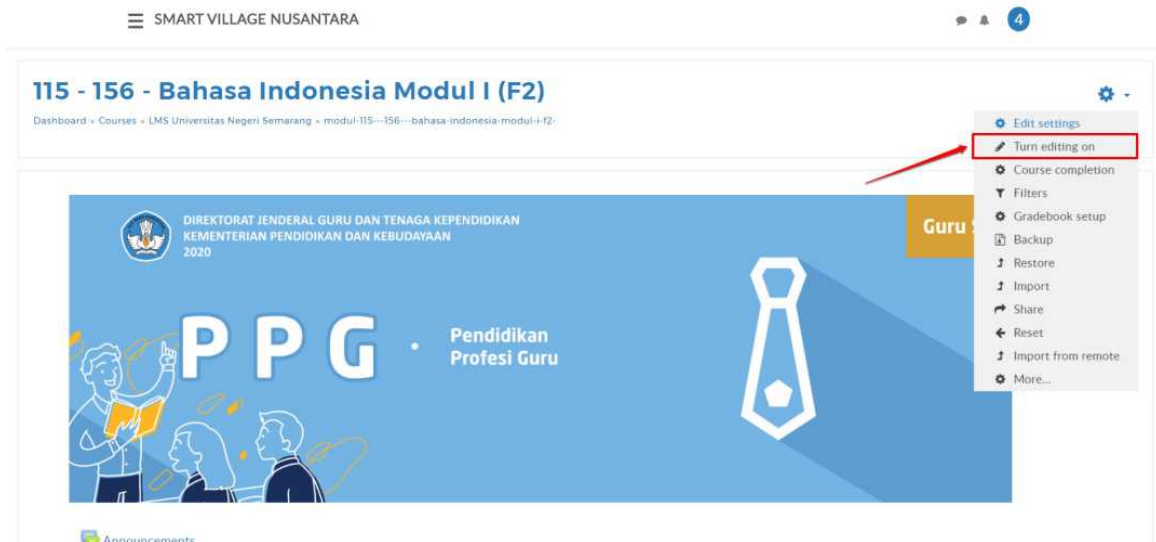 SMART VILLAGE NUSANTARA
4
115 - 156 - Bahasa Indonesia Modul I (F2)
Dashboard » Courses » LMS Universitas Negeri Semarang » modul-115---156---bahasa-indonesia-modul-i-f2-
Edit settings
Turn editing on
Course completion
Filters
Gradebook setup
Backup
Restore
Import
Share
Reset
Import from remote
More...
DIREKTORAT JENDERAL GURU DAN TENAGA KEPENDIDIKAN
KEMENTERIAN PENDIDIKAN DAN KEBUDAYAAN
2020
Guru
PPG
Pendidikan
Profesi Guru
Announcements